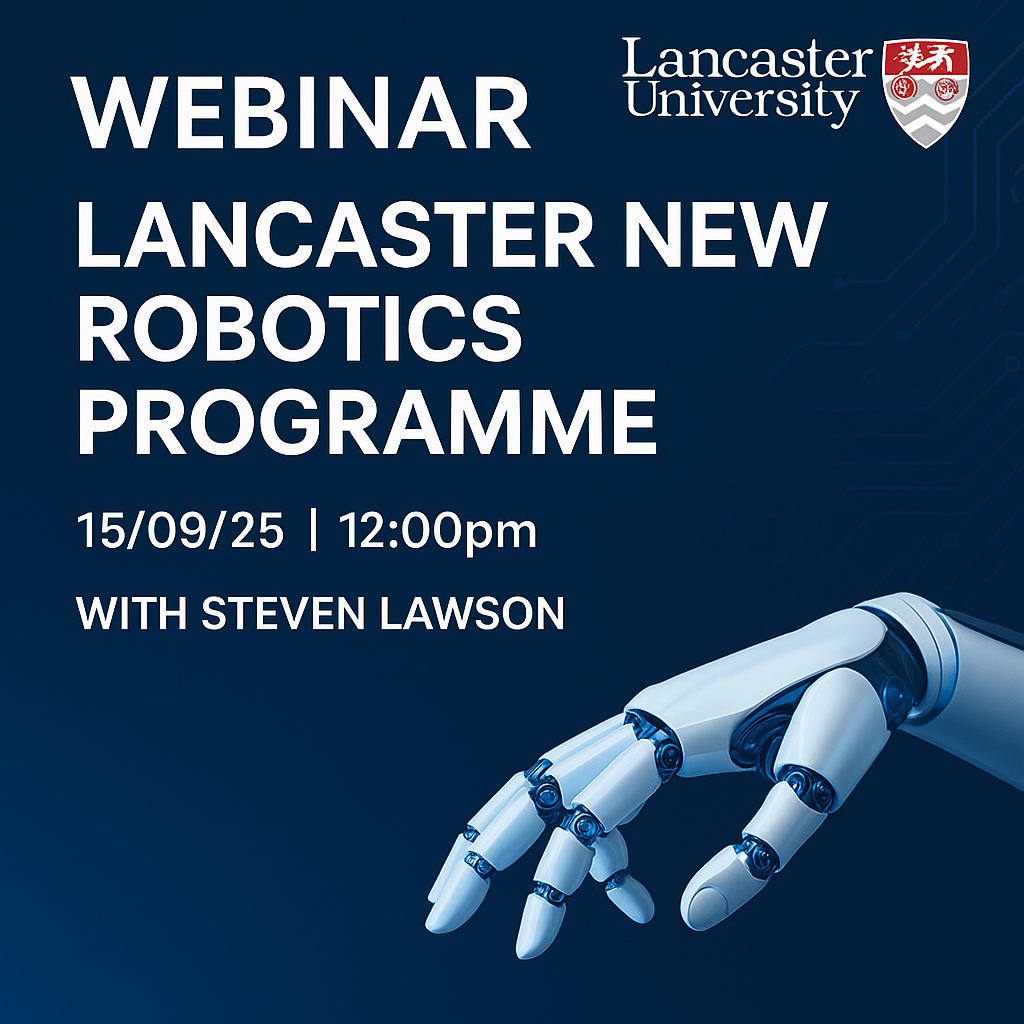 Lancaster
University
WEBINAR
LANCASTER NEW
ROBOTICS
PROGRAMME
15/09/25 | 12:00pm
WITH STEVEN LAWSON